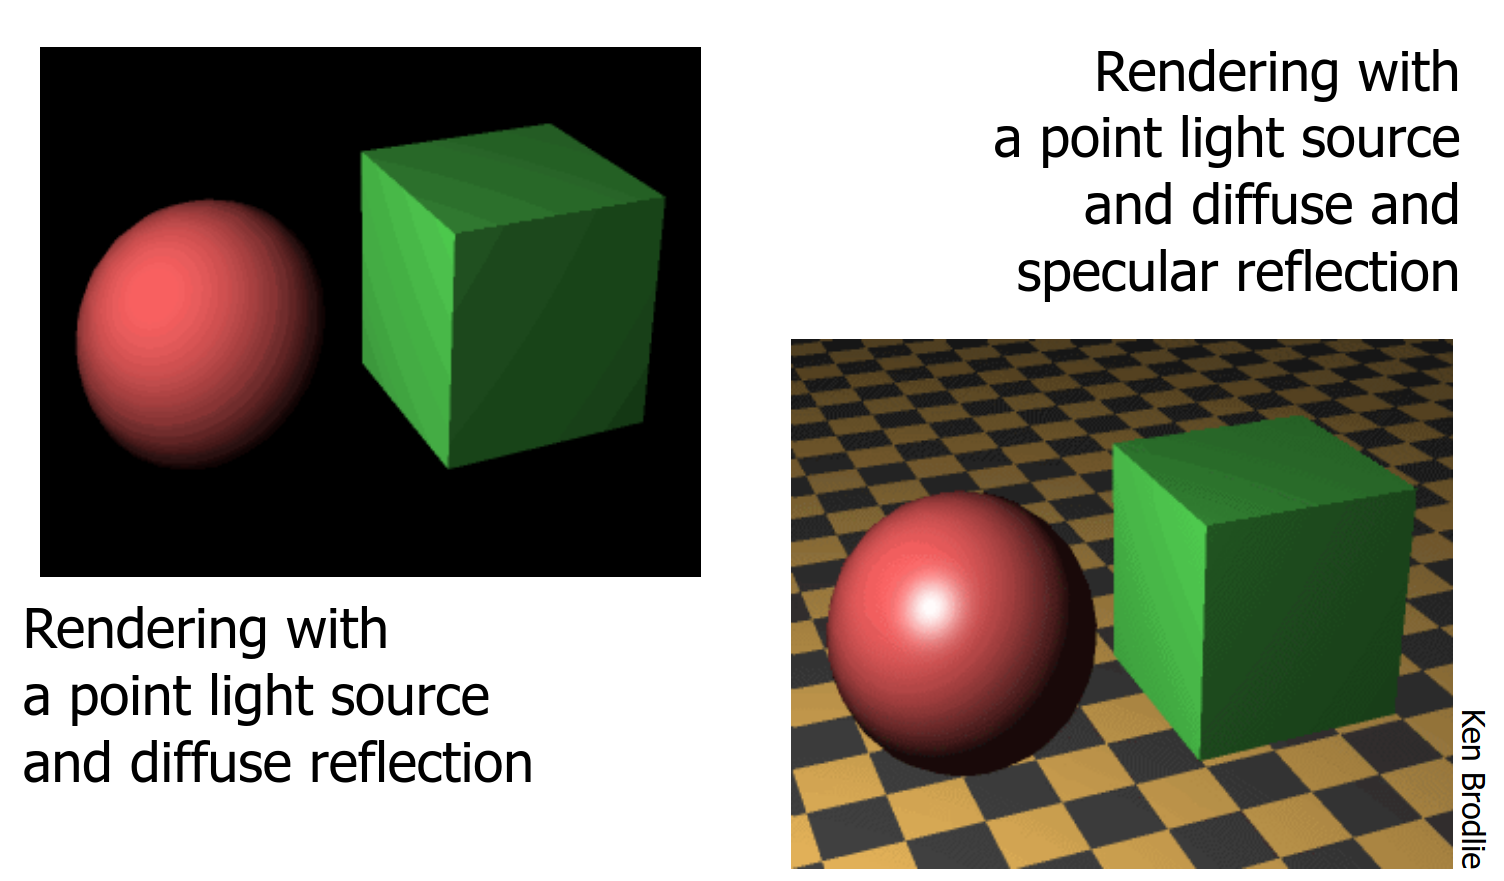 Rendering with
a point light source
and diffuse and
specular reflection
Rendering with
a point light source
and diffuse reflection
Ken Brodlie